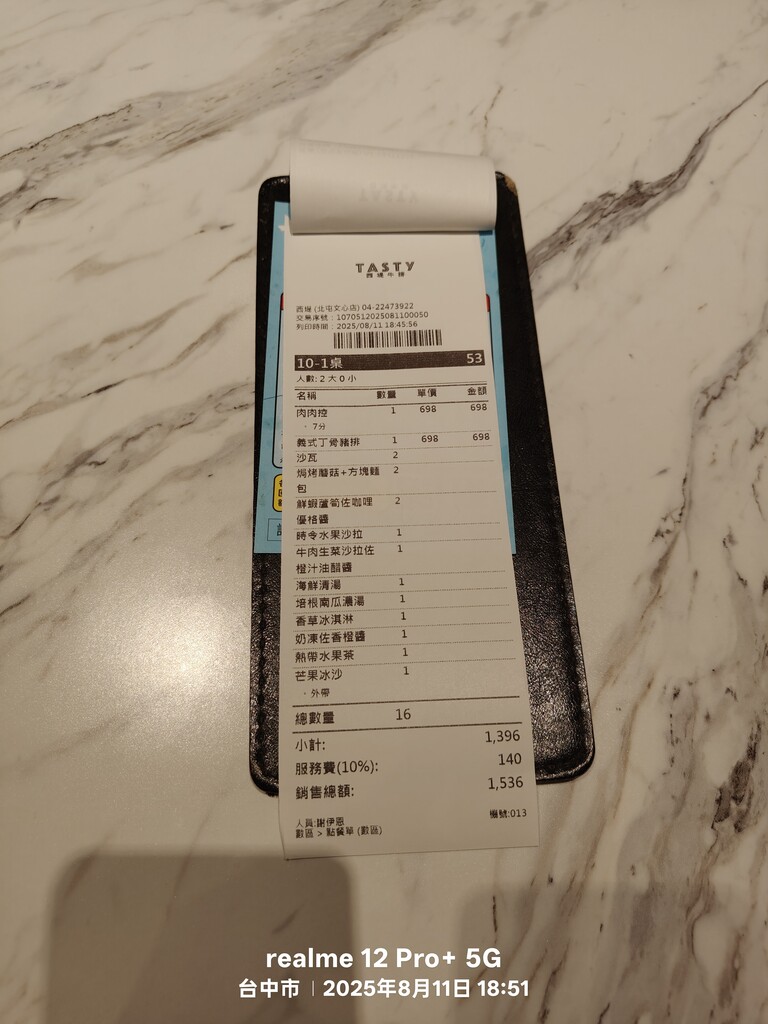 TASTY
西堤牛排
西堤 (北屯文心店) 04-22473922
交易序號：1070512025081100050
列印時間：2025/08/11 18:45:56
10-1桌 53
人數: 2 大 0 小
名稱 數量 單價 金額
肉肉控 1 698 698
．7分
義式丁骨豬排 1 698 698
沙瓦 2
焗烤蘑菇+方塊麵 2
包
鮮蝦蘆筍佐咖哩 2
優格醬
時令水果沙拉 1
牛肉生菜沙拉佐 1
橙汁油醋醬
海鮮清湯 1
培根南瓜濃湯 1
香草冰淇淋 1
奶凍佐香橙醬 1
熱帶水果茶 1
芒果冰沙 1
．外帶
總數量 16
小計: 1,396
服務費(10%): 140
銷售總額: 1,536
人員:謝伊恩 機號:013
數區 > 點餐單 (數區)
realme 12 Pro+ 5G
台中市 | 2025年8月11日 18:51